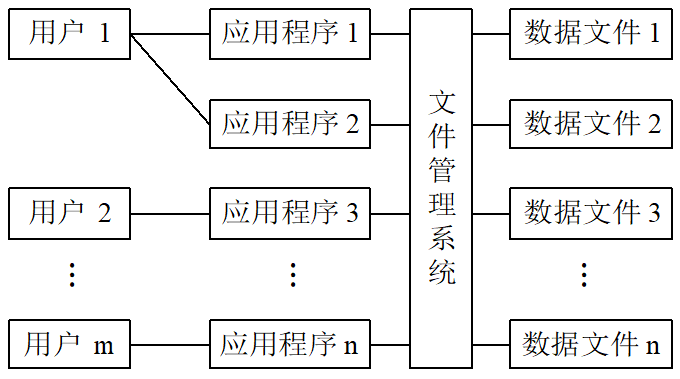 用户 1
应用程序 1
数据文件 1
应用程序 2
文件管理系统
数据文件 2
用户 2
应用程序 3
数据文件 3
⋮
⋮
⋮
用户 m
应用程序 n
数据文件 n